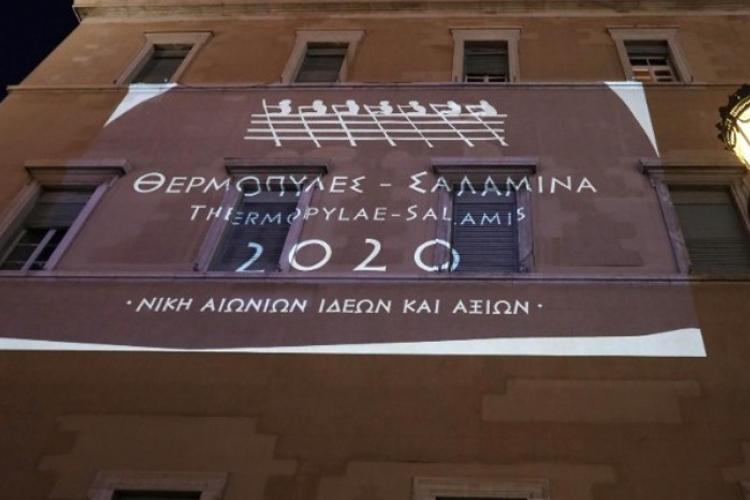 ΘΕΡΜΟΠΥΛΕΣ - ΣΑΛΑΜΙΝΑ
THERMOPYLAE-SALAMIS
2020
· ΝΙΚΗ ΑΙΩΝΙΩΝ ΙΔΕΩΝ ΚΑΙ ΑΞΙΩΝ ·